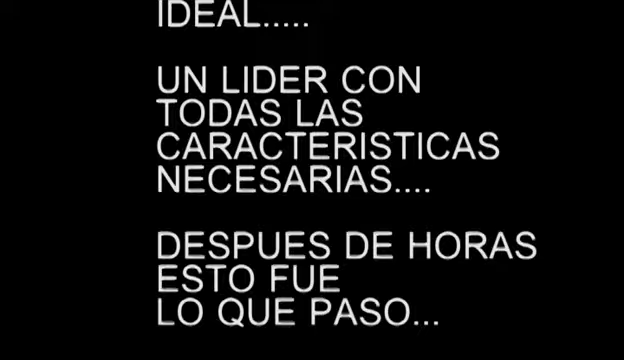 IDEAL.....
UN LIDER CON
TODAS LAS
CARACTERISTICAS
NECESARIAS....
DESPUES DE HORAS
ESTO FUE
LO QUE PASO...